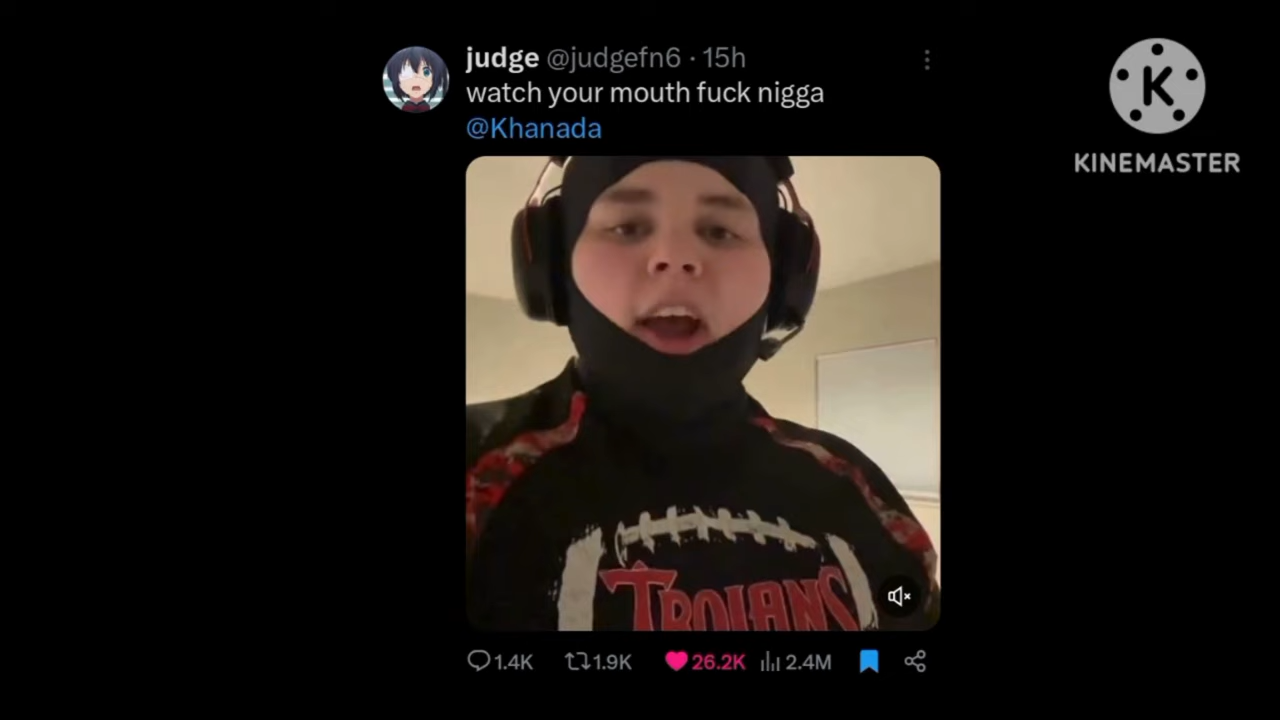 judge @judgefn6 · 15h
watch your mouth fuck nigga
@Khanada
K
KINEMASTER
TROJANS
1.4K 1.9K 26.2K 2.4M